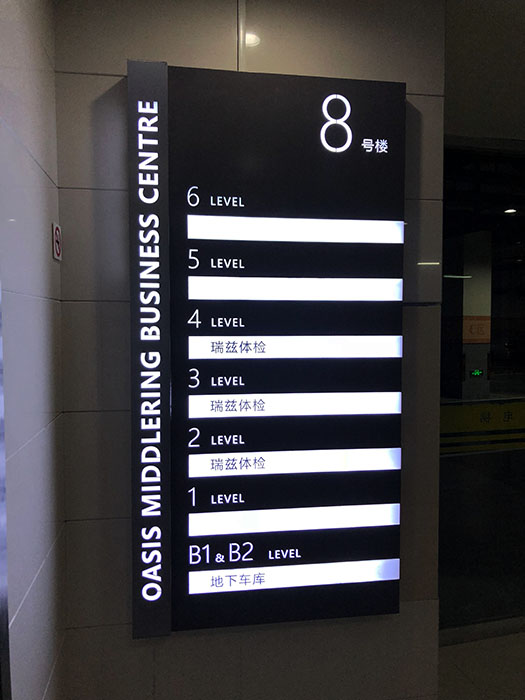 OASIS MIDDLERING BUSINESS CENTRE
8 号楼
6 LEVEL
5 LEVEL
4 LEVEL
瑞兹体检
3 LEVEL
瑞兹体检
2 LEVEL
瑞兹体检
1 LEVEL
B1 & B2 LEVEL
地下车库